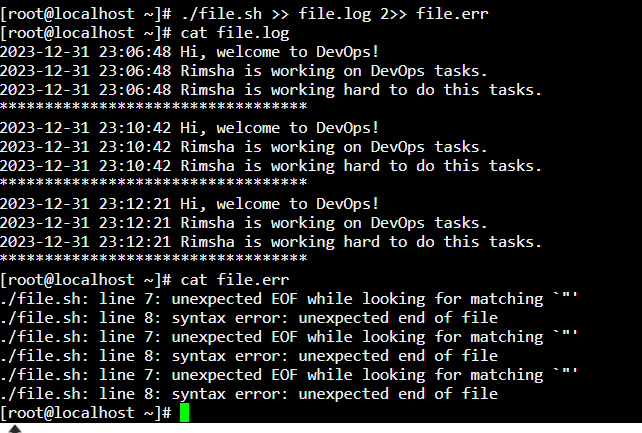 [root@localhost ~]# ./file.sh >> file.log 2>> file.err
[root@localhost ~]# cat file.log
2023-12-31 23:06:48 Hi, welcome to DevOps!
2023-12-31 23:06:48 Rimsha is working on DevOps tasks.
2023-12-31 23:06:48 Rimsha is working hard to do this tasks.
**********************************
2023-12-31 23:10:42 Hi, welcome to DevOps!
2023-12-31 23:10:42 Rimsha is working on DevOps tasks.
2023-12-31 23:10:42 Rimsha is working hard to do this tasks.
**********************************
2023-12-31 23:12:21 Hi, welcome to DevOps!
2023-12-31 23:12:21 Rimsha is working on DevOps tasks.
2023-12-31 23:12:21 Rimsha is working hard to do this tasks.
**********************************
[root@localhost ~]# cat file.err
./file.sh: line 7: unexpected EOF while looking for matching `"'
./file.sh: line 8: syntax error: unexpected end of file
./file.sh: line 7: unexpected EOF while looking for matching `"'
./file.sh: line 8: syntax error: unexpected end of file
./file.sh: line 7: unexpected EOF while looking for matching `"'
./file.sh: line 8: syntax error: unexpected end of file
[root@localhost ~]#